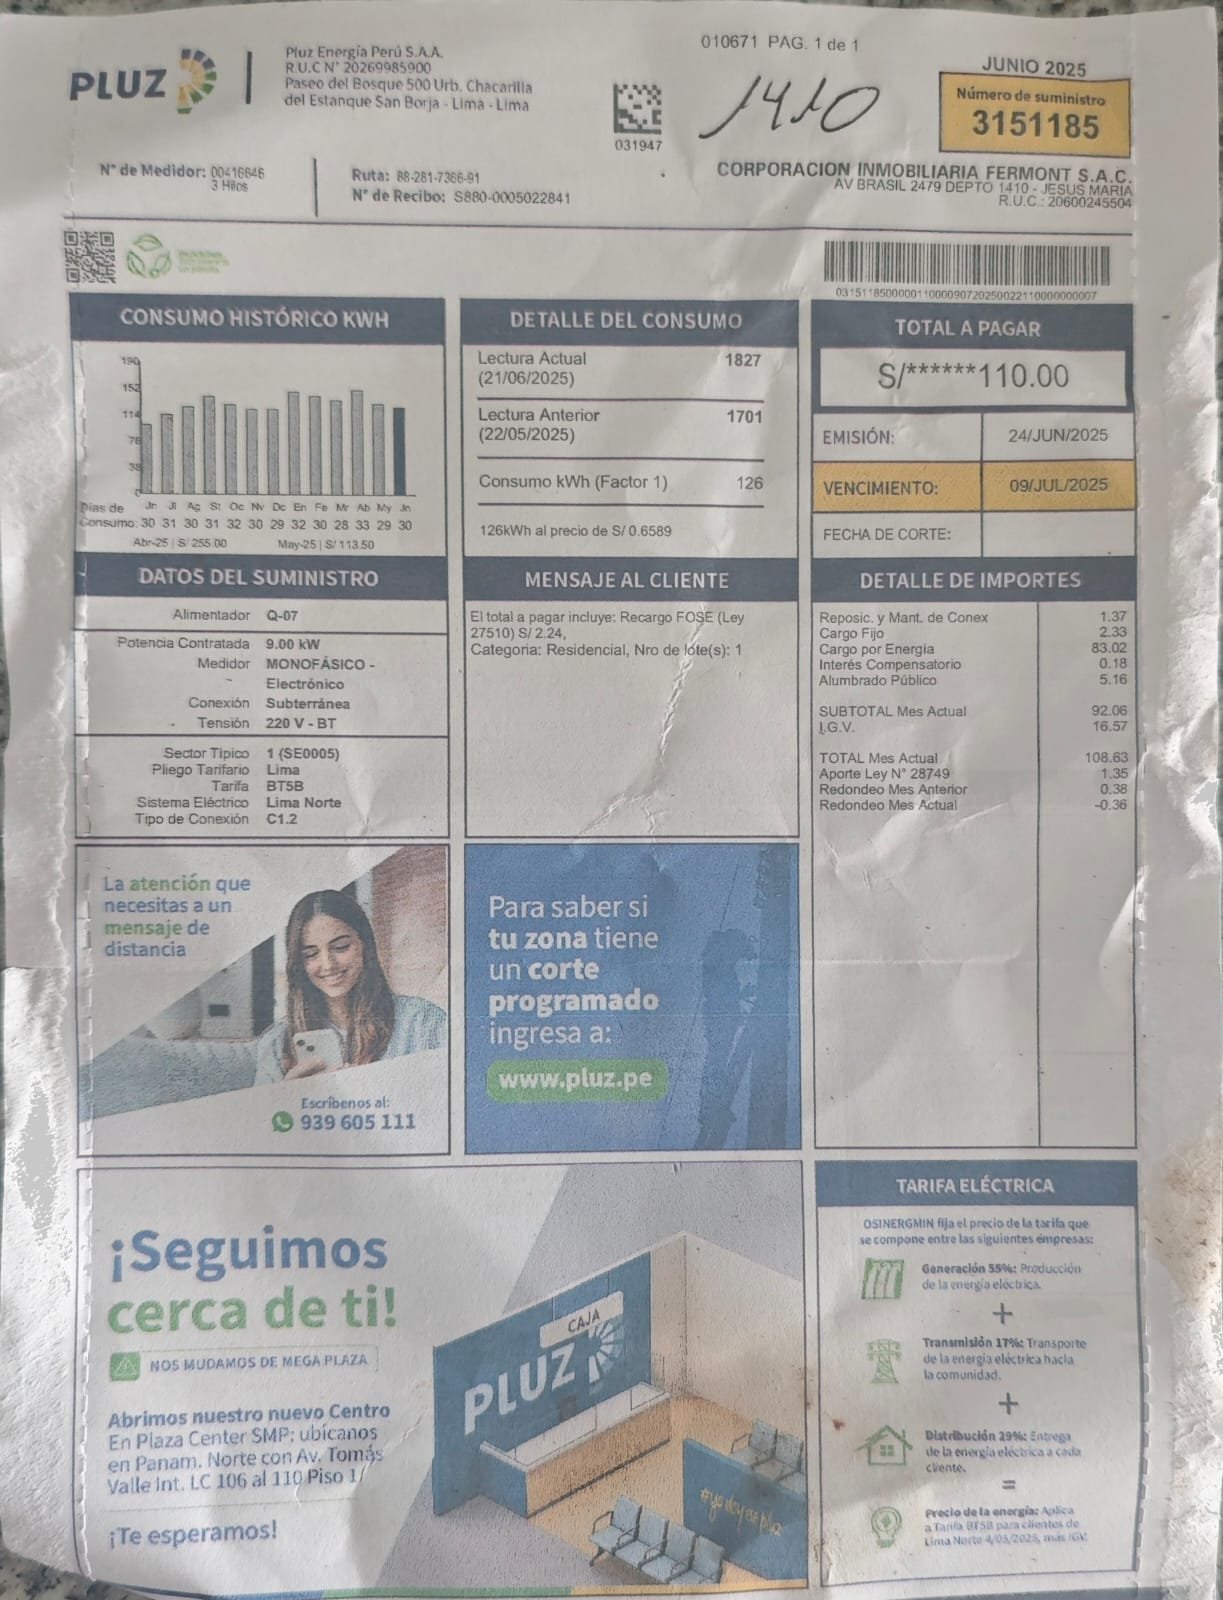 PLUZ
Pluz Energía Perú S.A.A.
R.U.C N° 20269985900
Paseo del Bosque 500 Urb. Chacarilla
del Estanque San Borja - Lima - Lima
010671 PAG. 1 de 1
031947
1410
JUNIO 2025
Número de suministro
3151185
N° de Medidor: 00416646
3 Hilos
Ruta: 88-281-7366-91
N° de Recibo: S880-0005022841
CORPORACION INMOBILIARIA FERMONT S.A.C.
AV BRASIL 2479 DEPTO 1410 - JESUS MARIA
R.U.C.: 20600245504
CONSUMO HISTÓRICO KWH
190
152
114
76
38
0
Días de Jn Jl Ag St Oc Nv Dc En Fe Mr Ab My Jn
Consumo: 30 31 30 31 32 30 29 32 30 28 33 29 30
Abr-25 | S/ 255.00 May-25 | S/ 113.50
DETALLE DEL CONSUMO
Lectura Actual 1827
(21/06/2025)
Lectura Anterior 1701
(22/05/2025)
Consumo kWh (Factor 1) 126
126kWh al precio de S/ 0.6589
TOTAL A PAGAR
S/******110.00
EMISIÓN: 24/JUN/2025
VENCIMIENTO: 09/JUL/2025
FECHA DE CORTE:
DATOS DEL SUMINISTRO
Alimentador Q-07
Potencia Contratada 9.00 kW
Medidor MONOFÁSICO -
Electrónico
Conexión Subterránea
Tensión 220 V - BT
Sector Típico 1 (SE0005)
Pliego Tarifario Lima
Tarifa BT5B
Sistema Eléctrico Lima Norte
Tipo de Conexión C1.2
MENSAJE AL CLIENTE
El total a pagar incluye: Recargo FOSE (Ley
27510) S/ 2.24,
Categoria: Residencial, Nro de lote(s): 1
DETALLE DE IMPORTES
Reposic. y Mant. de Conex 1.37
Cargo Fijo 2.33
Cargo por Energía 83.02
Interés Compensatorio 0.18
Alumbrado Público 5.16
SUBTOTAL Mes Actual 92.06
I.G.V. 16.57
TOTAL Mes Actual 108.63
Aporte Ley N° 28749 1.35
Redondeo Mes Anterior 0.38
Redondeo Mes Actual -0.36
La atención que
necesitas a un
mensaje de
distancia
Escríbenos al:
939 605 111
Para saber si
tu zona tiene
un corte
programado
ingresa a:
www.pluz.pe
¡Seguimos
cerca de ti!
NOS MUDAMOS DE MEGA PLAZA
Abrimos nuestro nuevo Centro
En Plaza Center SMP: ubícanos
en Panam. Norte con Av. Tomás
Valle Int. LC 106 al 110 Piso 1
¡Te esperamos!
CAJA
PLUZ
TARIFA ELÉCTRICA
OSINERGMIN fija el precio de la tarifa que
se compone entre las siguientes empresas:
Generación 55%: Producción
de la energía eléctrica.
+
Transmisión 17%: Transporte
de la energía eléctrica hacia
la comunidad.
+
Distribución 29%: Entrega
de la energía eléctrica a cada
cliente.
=
Precio de la energía: Aplica
a Tarifa BT5B para clientes de
Lima Norte 4/05/2025, más IGV.